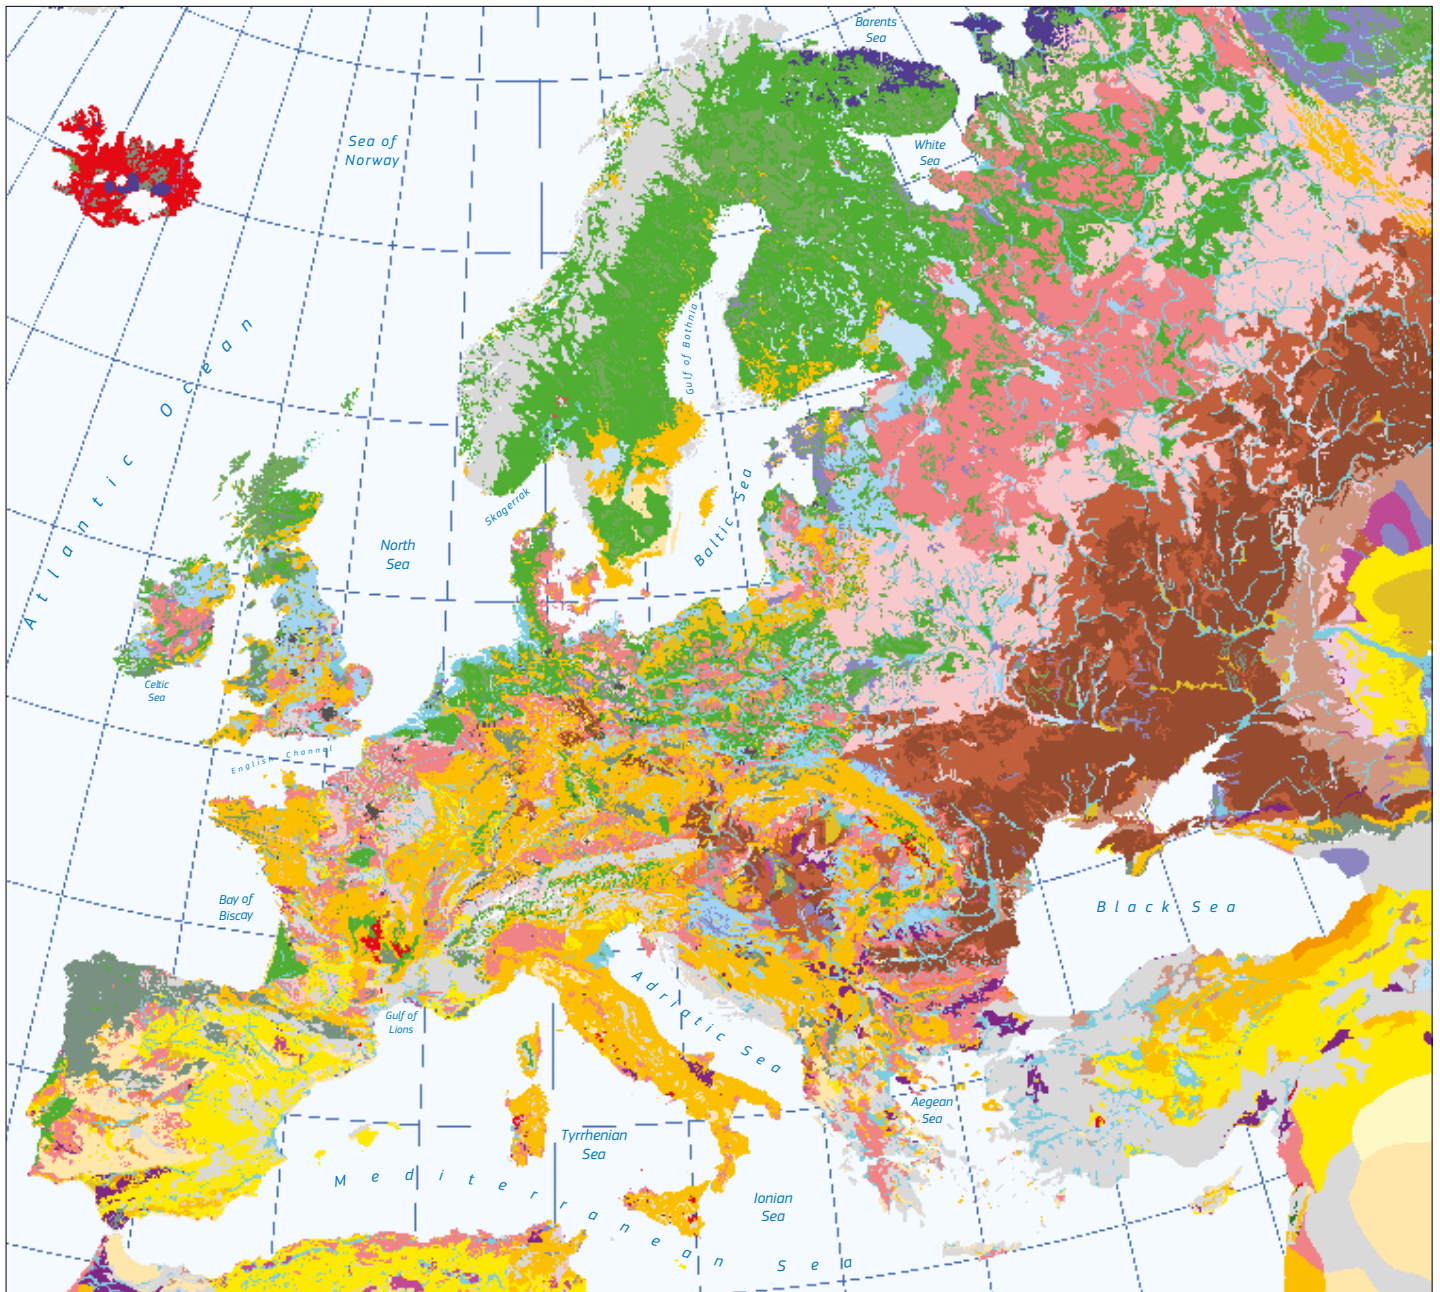 Barents
Sea
Sea of
Norway
White
Sea
Atlantic Ocean
Gulf of Bothnia
Skagerrak
Baltic Sea
North
Sea
Celtic
Sea
English Channel
Bay of
Biscay
Black Sea
Gulf of
Lions
Adriatic Sea
Aegean
Sea
Tyrrhenian
Sea
Mediterranean Sea
Ionian
Sea